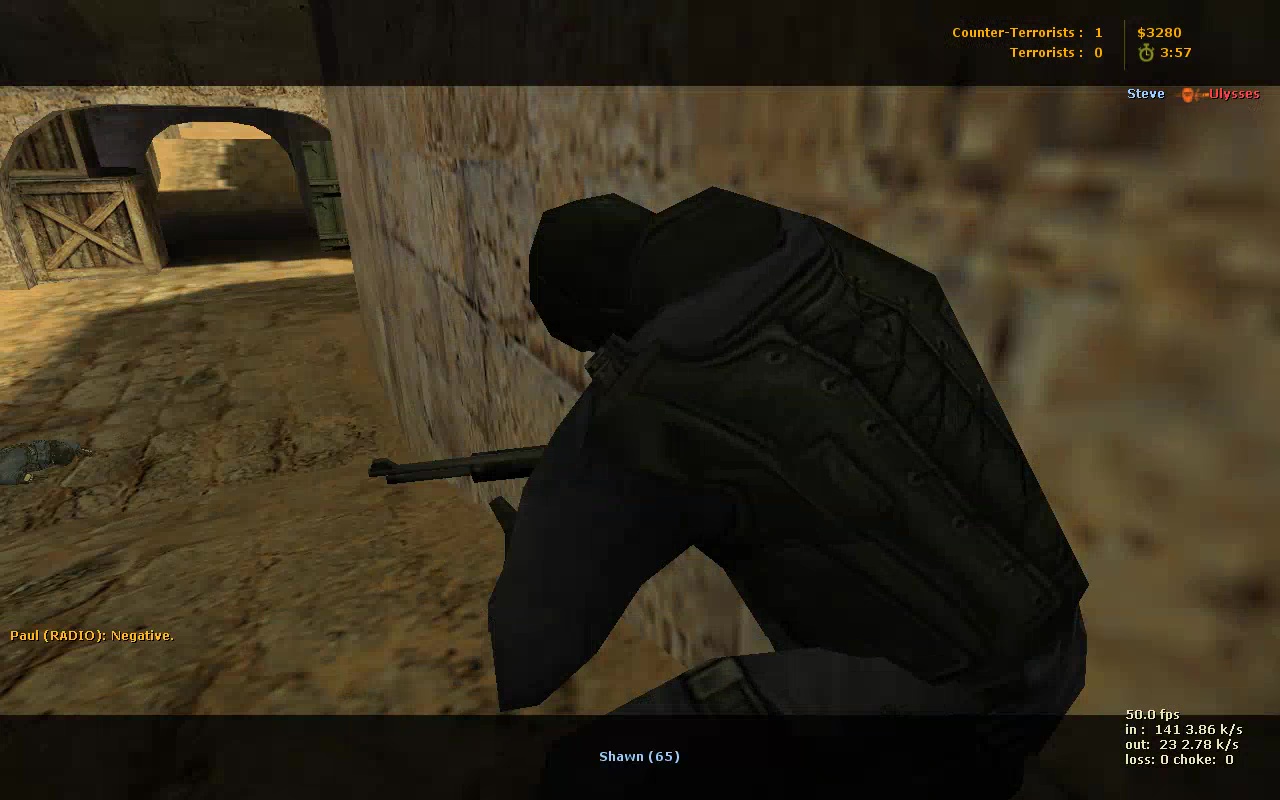 Counter-Terrorists : 1 $3280
Terrorists : 0 3:57
Steve Ulysses
Paul (RADIO): Negative.
50.0 fps
in : 141 3.86 k/s
out: 23 2.78 k/s
loss: 0 choke: 0
Shawn (65)